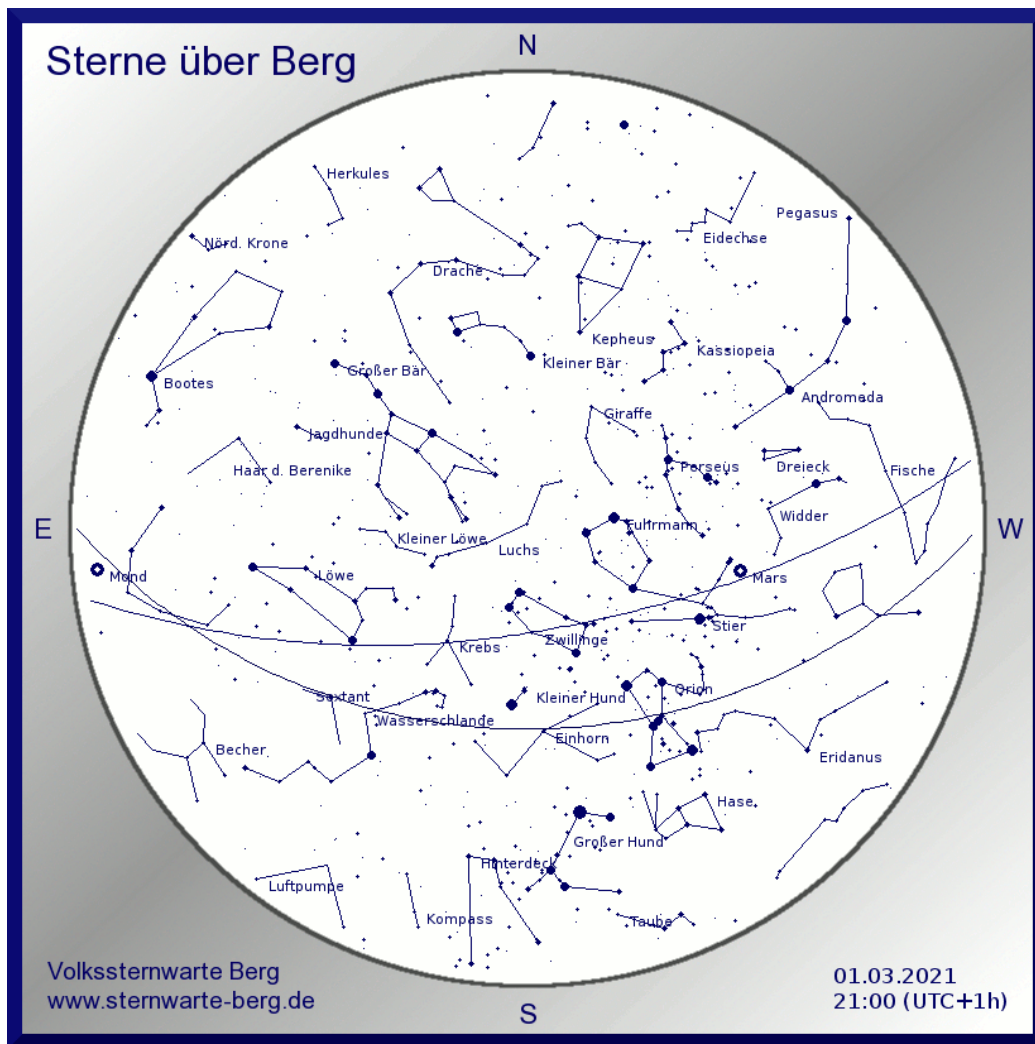 N
Sterne über Berg
Herkules
Pegasus
Nörd. Krone
Eidechse
Drache
Kepheus
Kassiopeia
Kleiner Bär
Großer Bär
Bootes
Andromeda
Giraffe
Jagdhunde
Haar d. Berenike
Perseus
Dreieck
Fische
Widder
E
Fuhrmann
W
Kleiner Löwe
Luchs
Mond
Löwe
Mars
Stier
Zwillinge
Krebs
Orion
Sextant
Kleiner Hund
Wasserschlange
Einhorn
Becher
Eridanus
Hase
Großer Hund
Hinterdeck
Luftpumpe
Kompass
Taube
Volkssternwarte Berg
www.sternwarte-berg.de
S
01.03.2021
21:00 (UTC+1h)